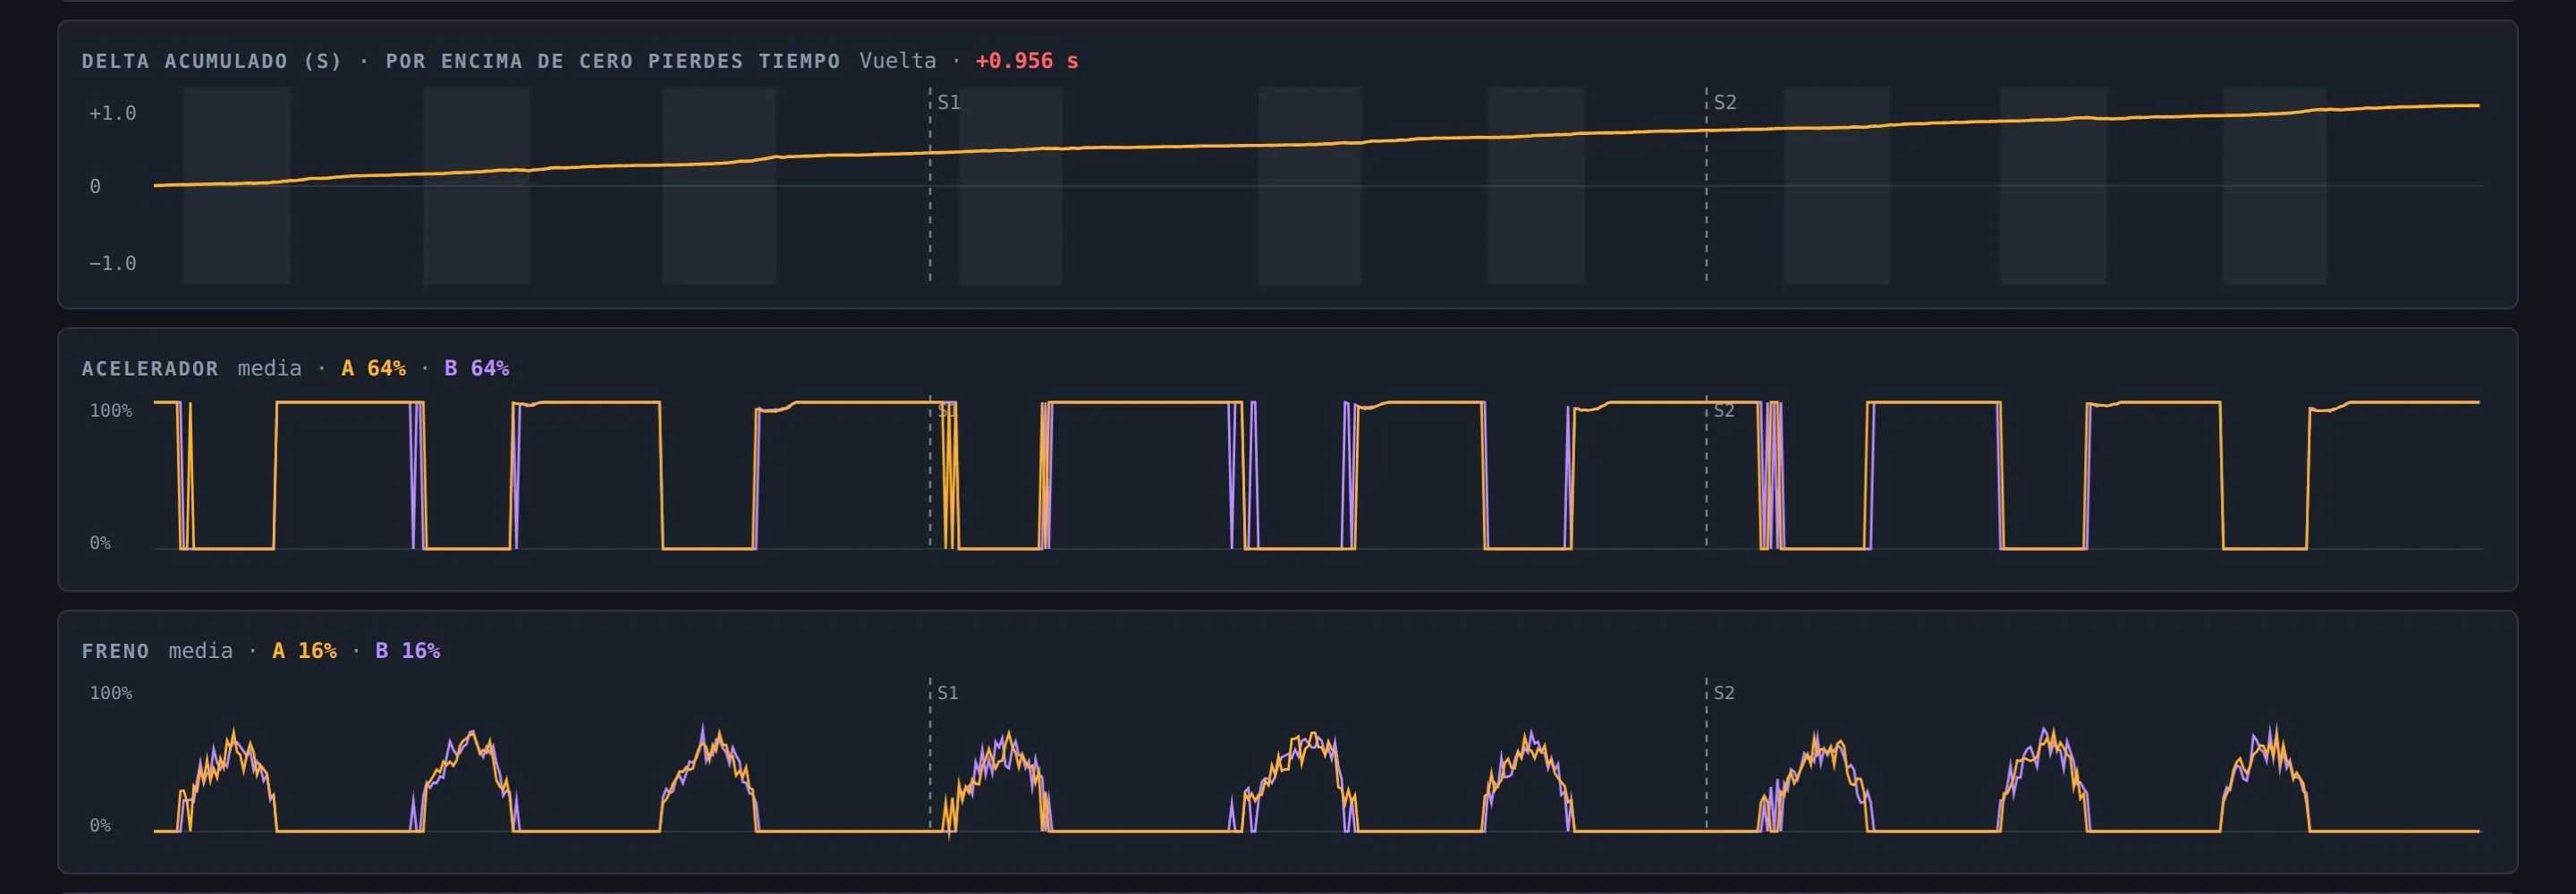 DELTA ACUMULADO (S) · POR ENCIMA DE CERO PIERDES TIEMPO Vuelta · +0.956 s
S1 S2
+1.0
0
−1.0
ACELERADOR media · A 64% · B 64%
100% S1 S2
0%
FRENO media · A 16% · B 16%
100% S1 S2
0%